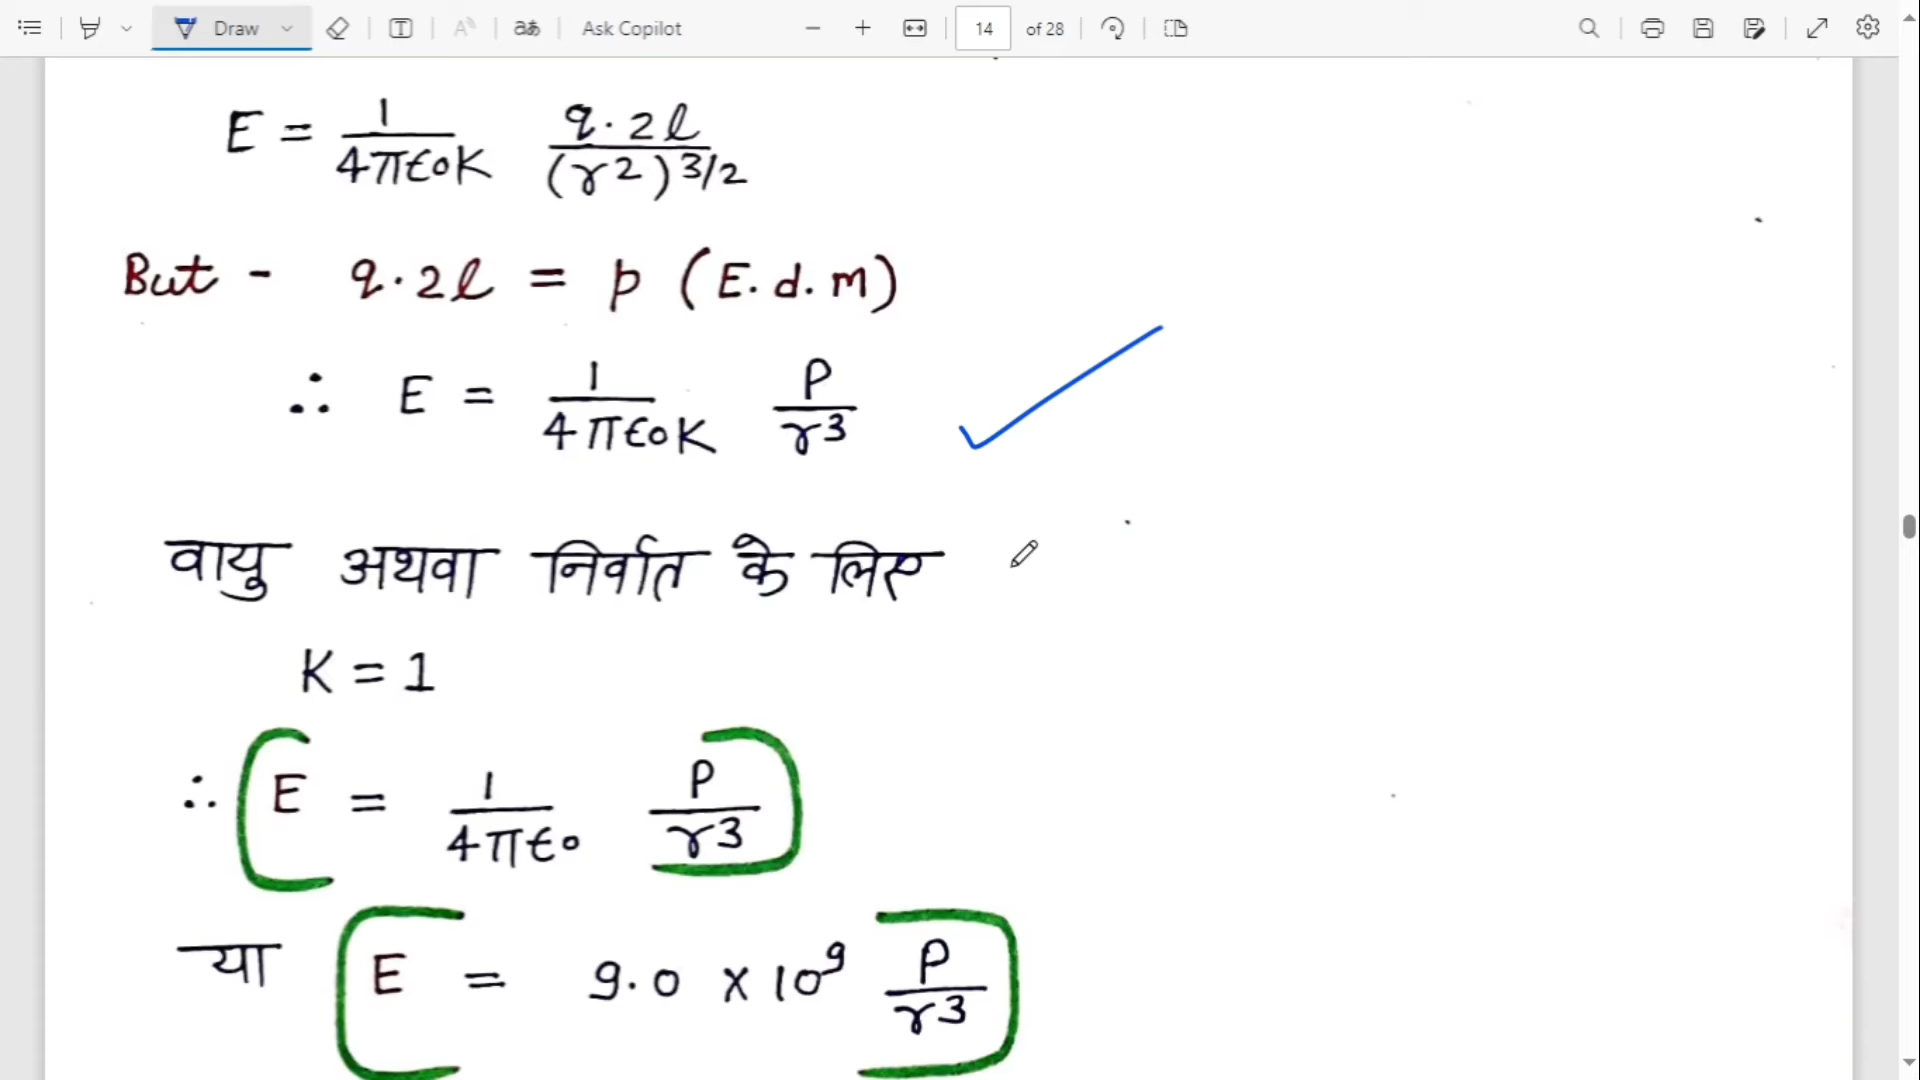 Draw Ask Copilot 14 of 28
E = 1/4πϵ0K q.2l/(r2)3/2
But - q.2l = p (E.d.m)
∴ E = 1/4πϵ0K P/r3
वायु अथवा निर्वात के लिए
K = 1
∴ E = 1/4πϵ0 P/r3
या E = 9.0 x 10⁹ P/r3